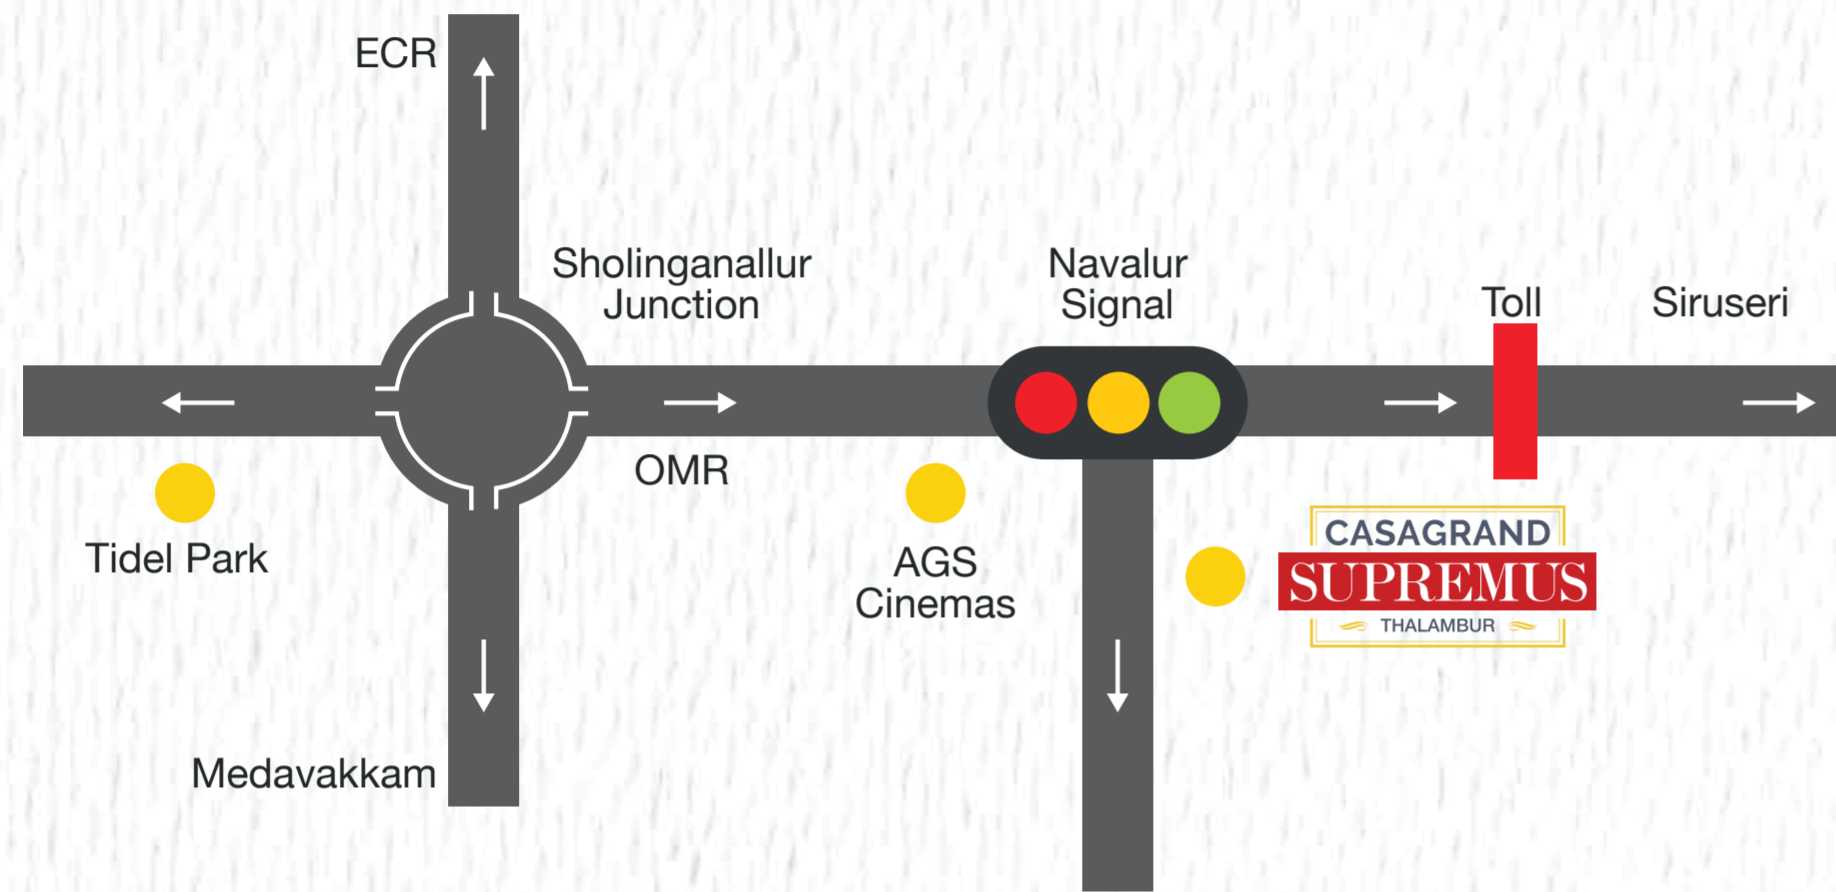 ECR
Sholinganallur
Junction
Navalur
Signal
Toll
Siruseri
OMR
Tidel Park
AGS
Cinemas
CASAGRAND
SUPREMUS
THALAMBUR
Medavakkam